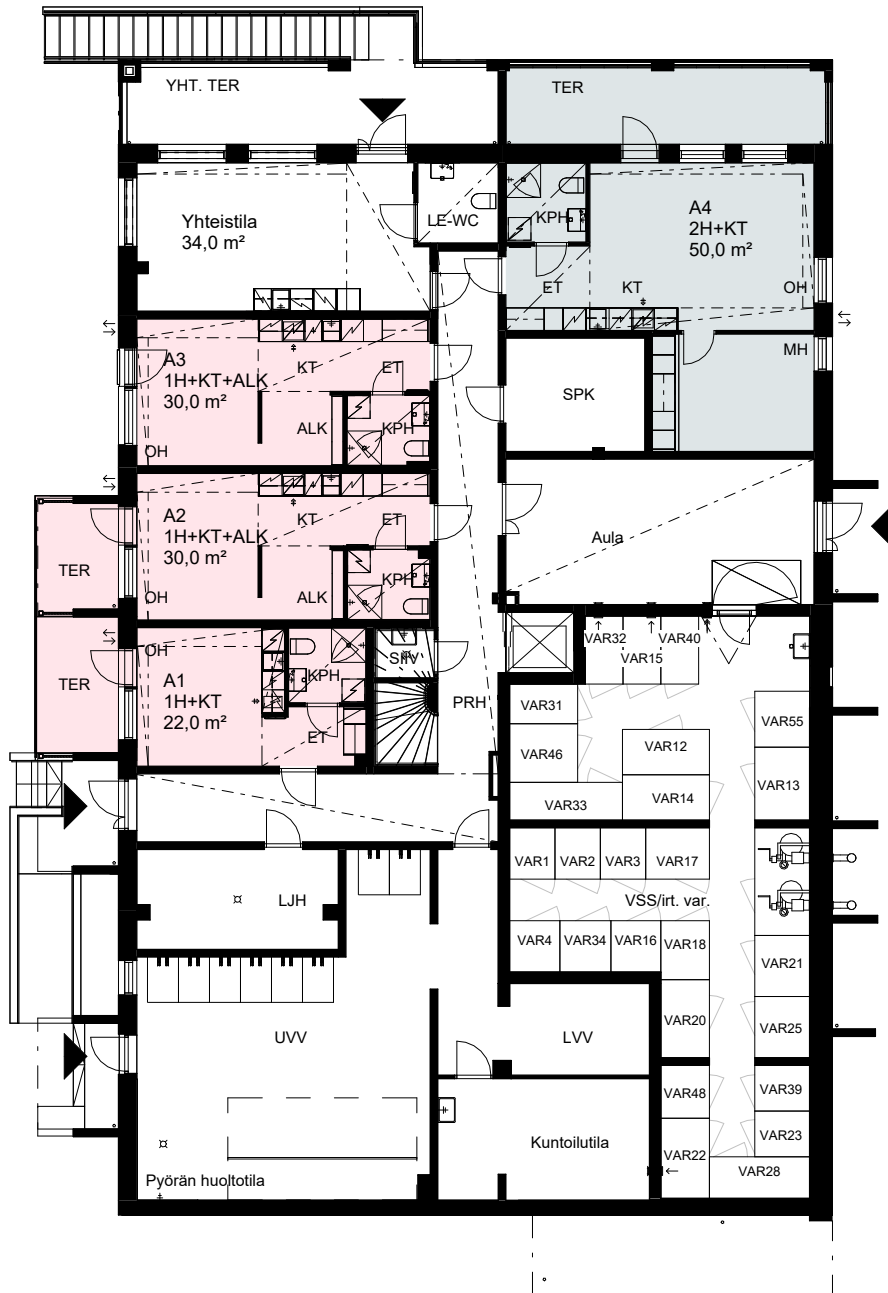 YHT. TER
TER
Yhteistila
34,0 m²
LE-WC
KPH
A4
2H+KT
50,0 m²
ET
KT
OH
MH
A3
1H+KT+ALK
30,0 m²
KT
ET
ALK
KPH
OH
SPK
A2
1H+KT+ALK
30,0 m²
KT
ET
ALK
KPH
OH
TER
Aula
OH
A1
1H+KT
22,0 m²
KPH
ET
TER
SIIV
PRH
VAR32
VAR15
VAR40
VAR31
VAR46
VAR33
VAR12
VAR14
VAR55
VAR13
VAR1
VAR2
VAR3
VAR17
VSS/irt. var.
VAR4
VAR34
VAR16
VAR18
VAR21
VAR20
VAR25
LJH
UVV
LVV
VAR48
VAR39
VAR23
VAR22
VAR28
Kuntoilutila
Pyörän huoltotila